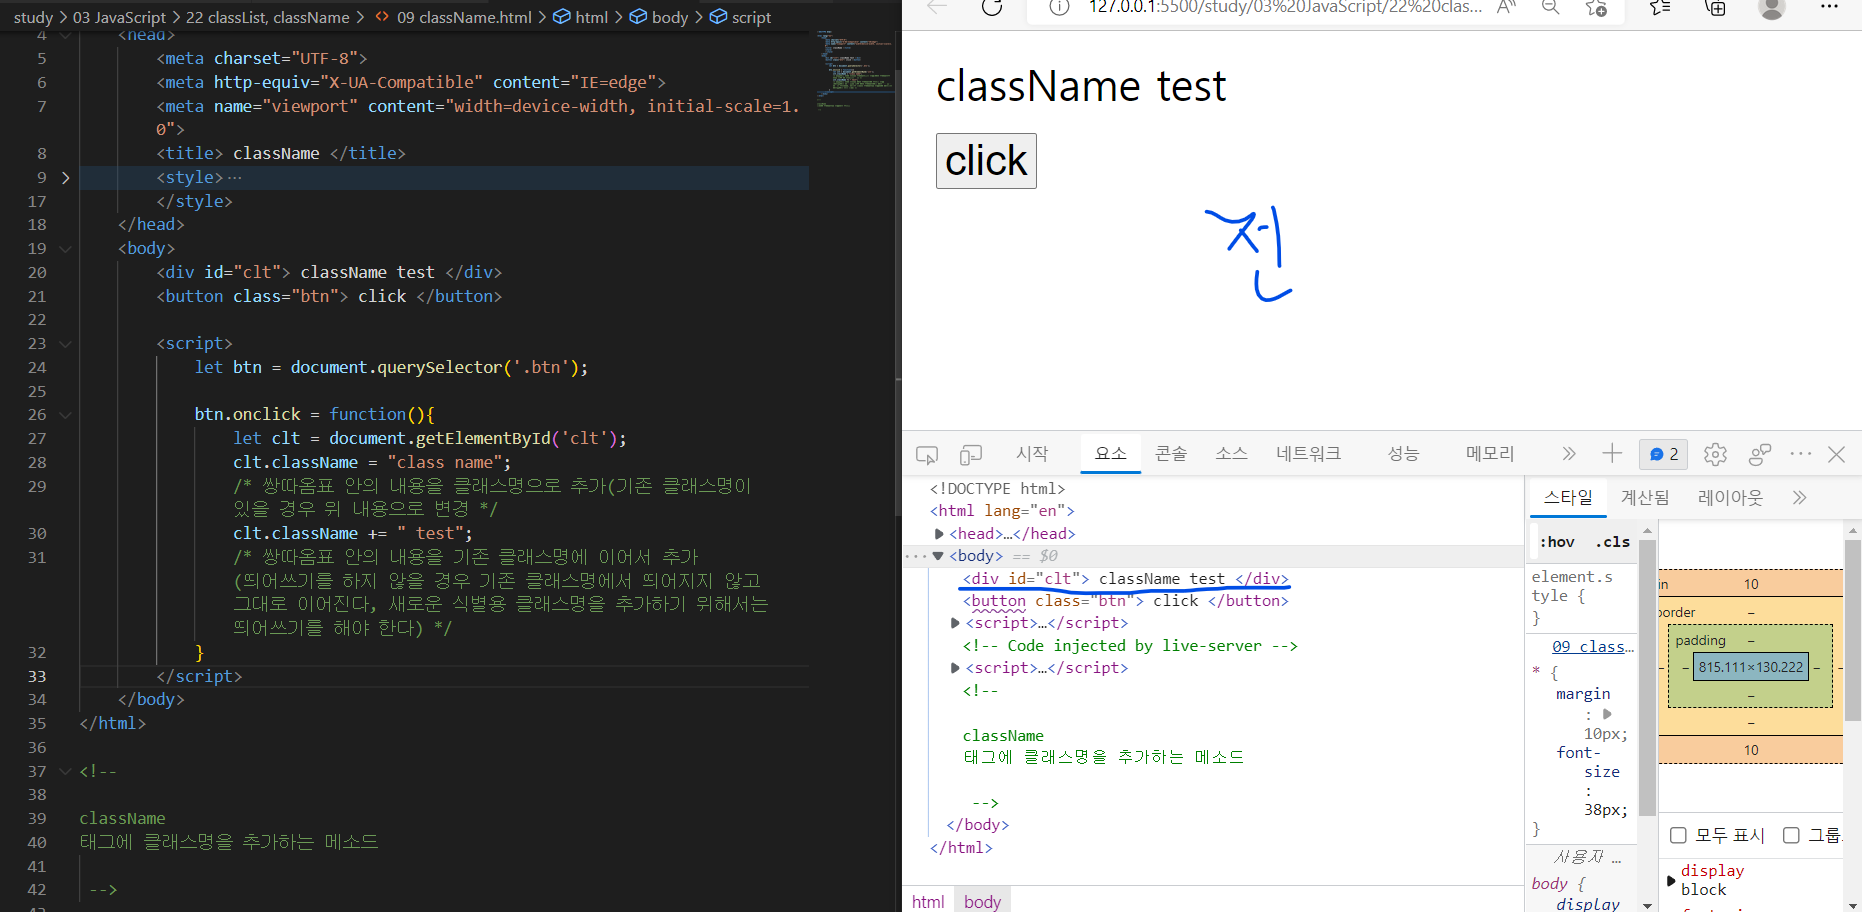 study > 03 JavaScript > 22 classList, className > <> 09 className.html > html > body > script
4 <head>
5 <meta charset="UTF-8">
6 <meta http-equiv="X-UA-Compatible" content="IE=edge">
7 <meta name="viewport" content="width=device-width, initial-scale=1.
0">
8 <title> className </title>
9 <style>…
17 </style>
18 </head>
19 <body>
20 <div id="clt"> className test </div>
21 <button class="btn"> click </button>
22
23 <script>
24 let btn = document.querySelector('.btn');
25
26 btn.onclick = function(){
27 let clt = document.getElementById('clt');
28 clt.className = "class name";
29 /* 쌍따옴표 안의 내용을 클래스명으로 추가(기존 클래스명이
있을 경우 위 내용으로 변경 */
30 clt.className += " test";
31 /* 쌍따옴표 안의 내용을 기존 클래스명에 이어서 추가
(띄어쓰기를 하지 않을 경우 기존 클래스명에서 띄어지지 않고
그대로 이어진다, 새로운 식별용 클래스명을 추가하기 위해서는
띄어쓰기를 해야 한다) */
32 }
33 </script>
34 </body>
35 </html>
36
37 <!--
38
39 className
40 태그에 클래스명을 추가하는 메소드
41
42 -->
127.0.0.1:5500/study/03%20JavaScript/22%20clas...
className test
click
전
시작 요소 콘솔 소스 네트워크 성능 메모리 2
<!DOCTYPE html>
<html lang="en">
<head>…</head>
<body> == $0
<div id="clt"> className test </div>
<button class="btn"> click </button>
<script>…</script>
<!-- Code injected by live-server -->
<script>…</script>
<!--
className
태그에 클래스명을 추가하는 메소드
-->
</body>
</html>
html body
스타일 계산됨 레이아웃
:hov .cls
element.s
tyle {
}
09 class…
* {
margin
:
10px;
font-
size
:
38px;
}
사용자 …
body {
display
10
border –
padding –
– 815.111×130.222 –
–
–
10
모두 표시 그룹
display
block